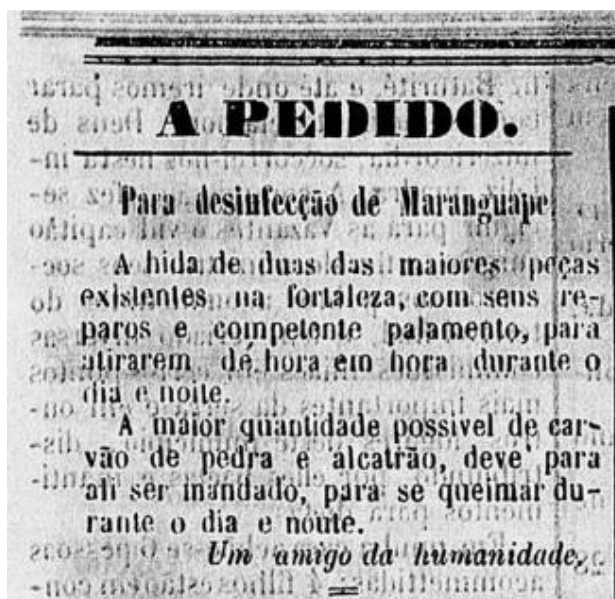 A PEDIDO.
Para desinfecção de Maranguape
A hida de duas das maiores peças
existentes na fortaleza, com seus re-
paros e competente palamento, para
atirarem de hora em hora durante o
dia e noite.
A maior quantidade possivel de car-
vão de pedra e alcatrão, deve para
ali ser mandado, para se queimar du-
rante o dia e noute.
Um amigo da humanidade.